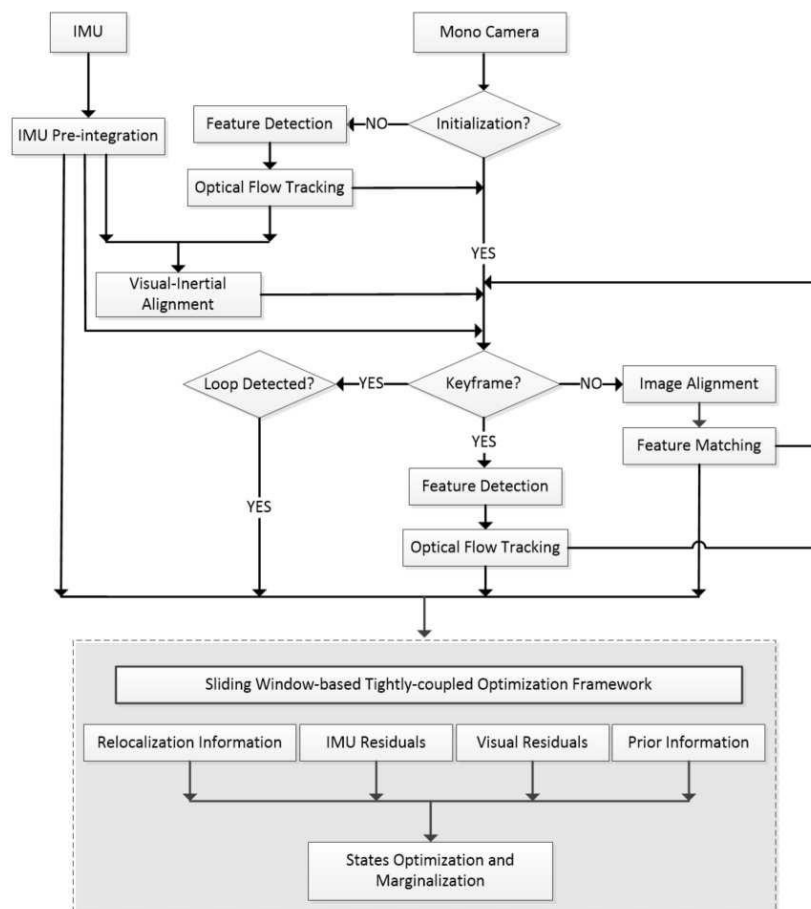 IMU
Mono Camera
Feature Detection
NO
Initialization?
IMU Pre-integration
Optical Flow Tracking
YES
Visual-Inertial
Alignment
Loop Detected?
YES
Keyframe?
NO
Image Alignment
YES
Feature Matching
Feature Detection
YES
Optical Flow Tracking
Sliding Window-based Tightly-coupled Optimization Framework
Relocalization Information
IMU Residuals
Visual Residuals
Prior Information
States Optimization and
Marginalization